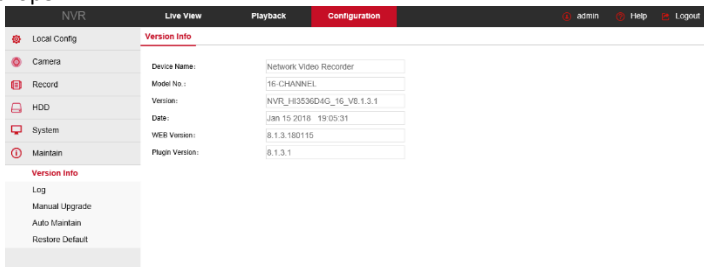 NVR Live View Playback Configuration admin Help Logout
Local Config
Camera
Record
HDD
System
Maintain
Version Info
Log
Manual Upgrade
Auto Maintain
Restore Default
Version Info
Device Name: Network Video Recorder
Model No.: 16-CHANNEL
Version: NVR_HI3536D4G_16_V8.1.3.1
Date: Jan 15 2018 19:05:31
WEB Version: 8.1.3.180115
Plugin Version: 8.1.3.1